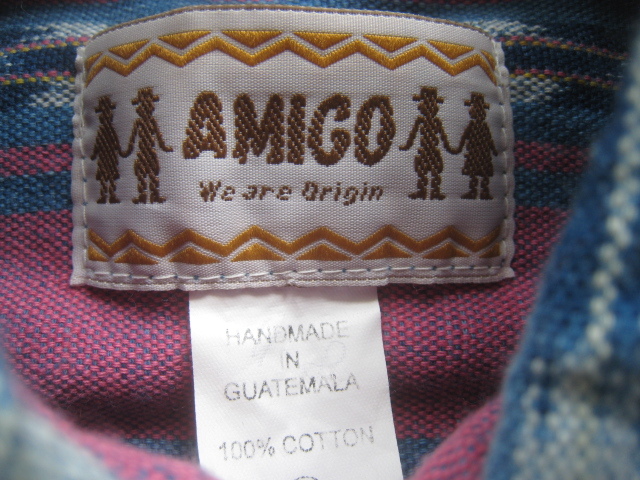 AMIGO
We are Origin
HANDMADE
IN
GUATEMALA
100% COTTON